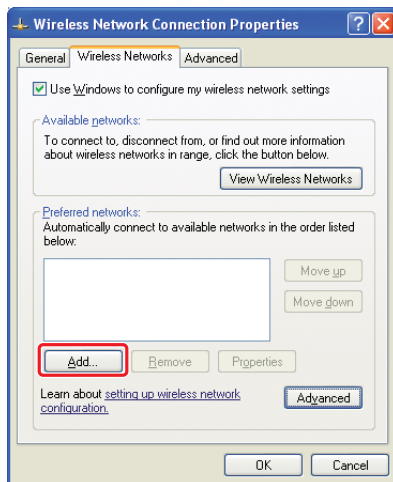 Wireless Network Connection Properties
General
Wireless Networks
Advanced
Use Windows to configure my wireless network settings
Available networks:
To connect to, disconnect from, or find out more information
about wireless networks in range, click the button below.
View Wireless Networks
Preferred networks:
Automatically connect to available networks in the order listed
below:
Move up
Move down
Add...
Remove
Properties
Learn about setting up wireless network
configuration.
Advanced
OK
Cancel